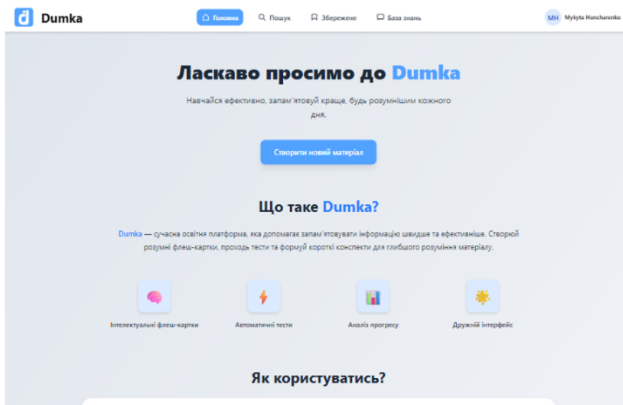 Dumka
Головна
Пошук
Збережене
База знань
MH
Mykyta Honcharenko
Ласкаво просимо до Dumka
Навчайся ефективно, запам'ятовуй краще, будь розумнішим кожного
дня.
Створити новий матеріал
Що таке Dumka?
Dumka — сучасна освітня платформа, яка допомагає запам'ятовувати інформацію швидше та ефективніше. Створюй
розумні флеш-картки, проходь тести та формуй короткі конспекти для глибшого розуміння матеріалу.
Інтелектуальні флеш-картки
Автоматичні тести
Аналіз прогресу
Дружній інтерфейс
Як користуватись?